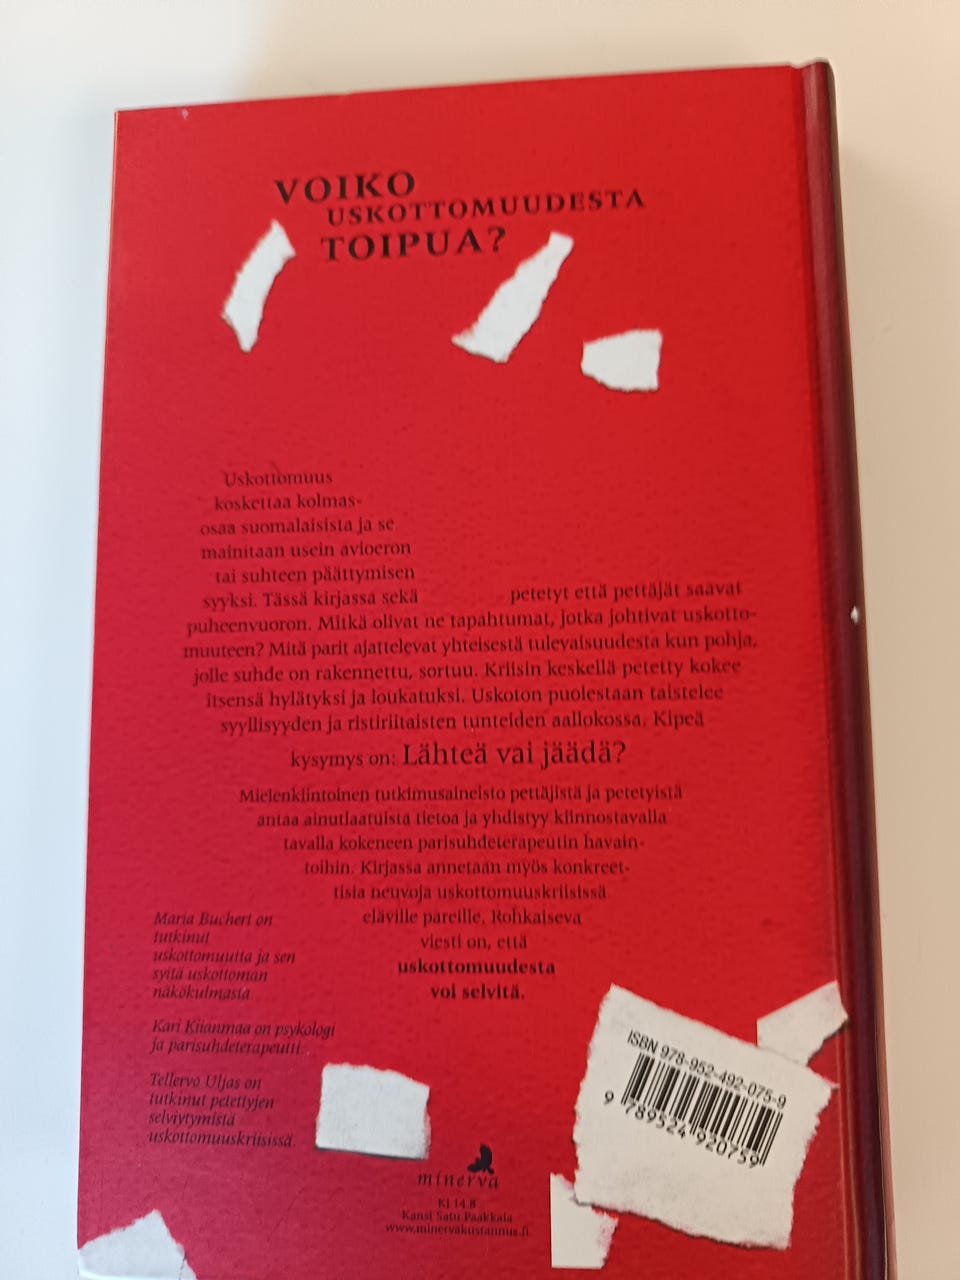 VOIKO
USKOTTOMUUDESTA
TOIPUA?
Uskottomuus
koskettaa kolmas-
osaa suomalaisista ja se
mainitaan usein avioeron
tai suhteen päättymisen
syyksi. Tässä kirjassa sekä petetyt että pettäjät saavat
puheenvuoron. Mitkä olivat ne tapahtumat, jotka johtivat uskotto-
muuteen? Mitä parit ajattelevat yhteisestä tulevaisuudesta kun pohja,
jolle suhde on rakennettu, sortuu. Kriisin keskellä petetty kokee
itsensä hylätyksi ja loukatuksi. Uskoton puolestaan taistelee
syyllisyyden ja ristiriitaisten tunteiden aallokossa. Kipeä
kysymys on: Lähteä vai jäädä?
Mielenkiintoinen tutkimusaineisto pettäjistä ja petetyistä
antaa ainutlaatuista tietoa ja yhdistyy kiinnostavalla
tavalla kokeneen parisuhdeterapeutin havain-
toihin. Kirjassa annetaan myös konkreet-
tisia neuvoja uskottomuuskriisissä
eläville pareille. Rohkaiseva
viesti on, että
uskottomuudesta
voi selvitä.
Maria Buchert on
tutkinut
uskottomuutta ja sen
syitä uskottoman
näkökulmasta.
Kari Kiianmaa on psykologi
ja parisuhdeterapeutti.
Tellervo Uljas on
tutkinut petettyjen
selviytymistä
uskottomuuskriisissä.
ISBN 978-952-492-075-9
9 789524 920759
minerva
Kl 14.8
Kansi Satu Paakkala
www.minervakustannus.fi